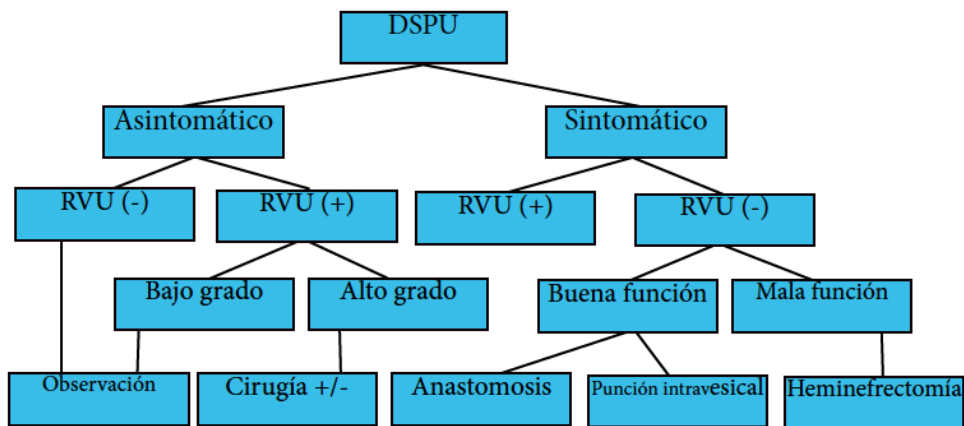 DSPU
Asintomático
Sintomático
RVU (-)
RVU (+)
RVU (+)
RVU (-)
Bajo grado
Alto grado
Buena función
Mala función
Observación
Cirugía +/-
Anastomosis
Punción intravesical
Heminefrectomía